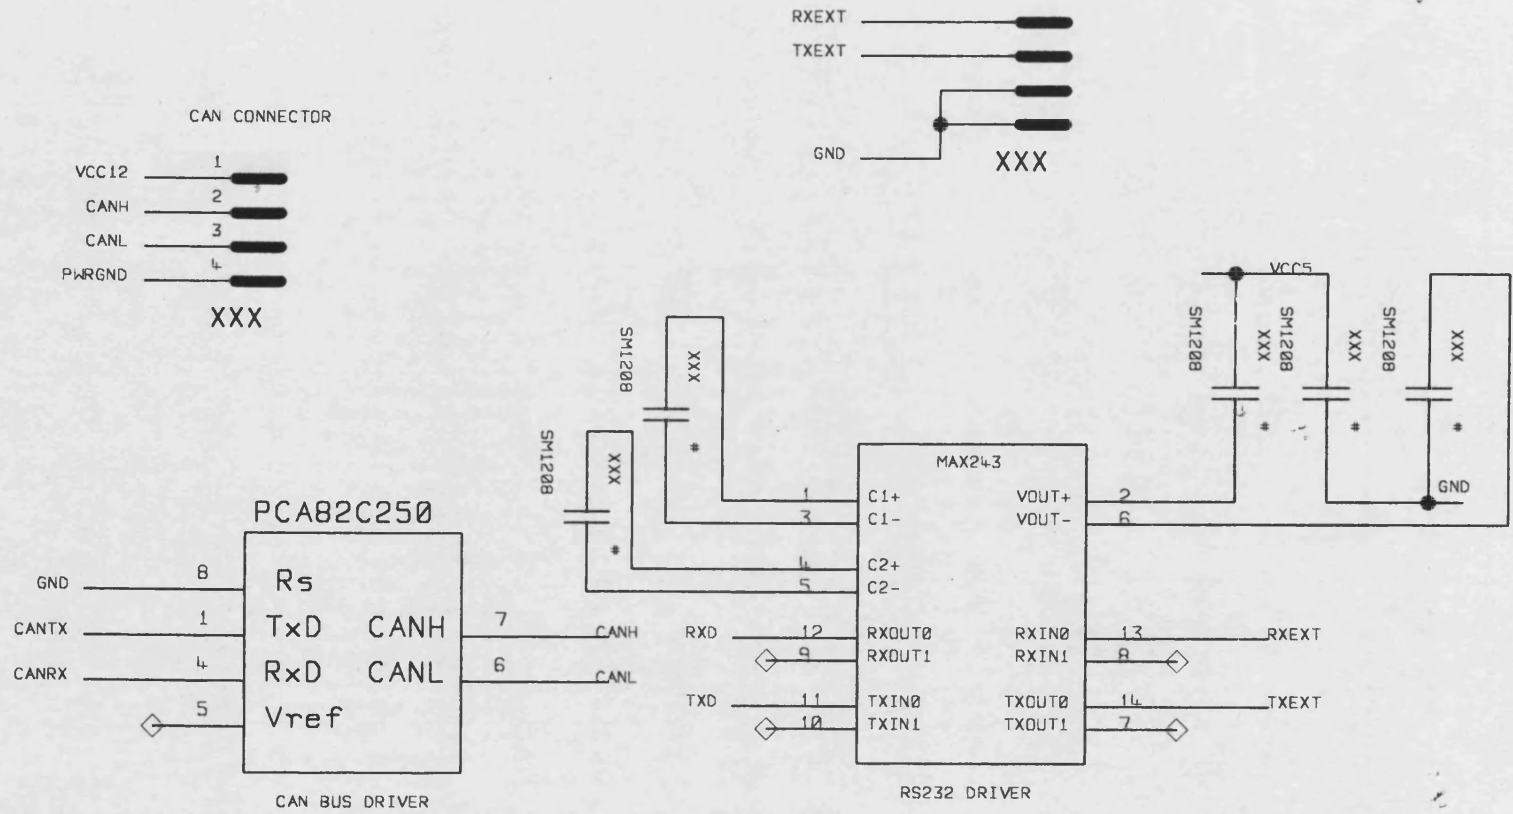 RXEXT
TXEXT
GND
XXX
CAN CONNECTOR
VCC12 1
CANH 2
CANL 3
PWRGND 4
XXX
VCC5
SM1208 XXX *
SM1208 XXX *
SM1208 XXX *
GND
SM1208 XXX *
SM1208 XXX *
PCA82C250
GND 8 Rs
CANTX 1 TxD CANH 7 CANH
CANRX 4 RxD CANL 6 CANL
5 Vref
CAN BUS DRIVER
MAX243
1 C1+ VOUT+ 2
3 C1- VOUT- 6
4 C2+
5 C2-
RXD 12 RXOUT0 RXIN0 13 RXEXT
9 RXOUT1 RXIN1 8
TXD 11 TXIN0 TXOUT0 14 TXEXT
10 TXIN1 TXOUT1 7
RS232 DRIVER